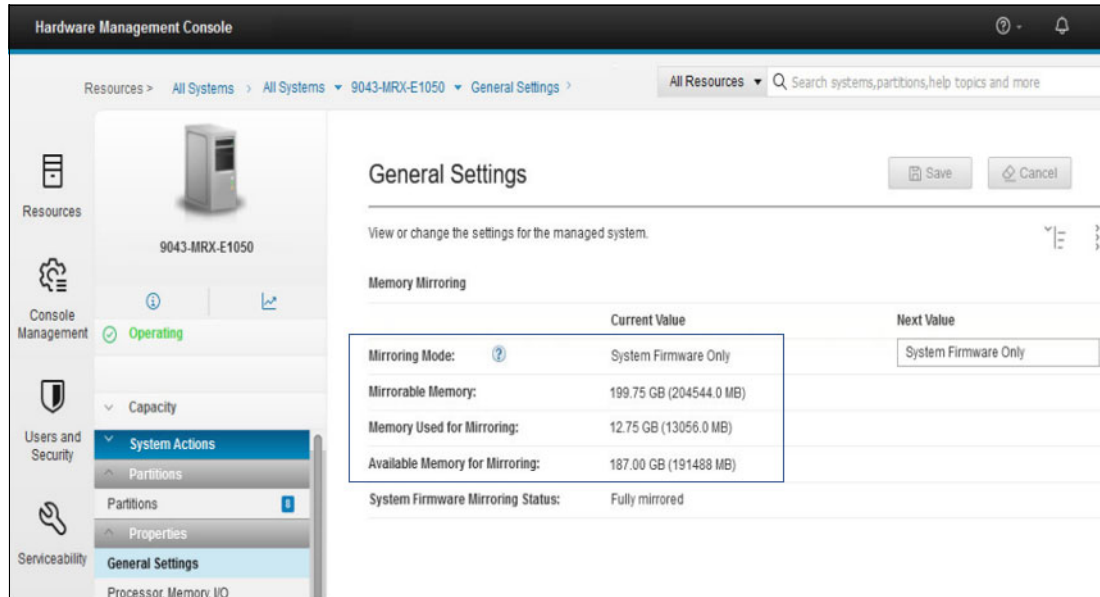 Hardware Management Console
Resources > All Systems > All Systems 9043-MRX-E1050 General Settings >
All Resources Search systems,partitions,help topics and more
Resources
Console Management
Users and Security
Serviceability
9043-MRX-E1050
Operating
Capacity
System Actions
Partitions
Partitions
Properties
General Settings
Processor, Memory, I/O
General Settings
Save Cancel
View or change the settings for the managed system.
Memory Mirroring
Current Value Next Value
Mirroring Mode: System Firmware Only System Firmware Only
Mirrorable Memory: 199.75 GB (204544.0 MB)
Memory Used for Mirroring: 12.75 GB (13056.0 MB)
Available Memory for Mirroring: 187.00 GB (191488 MB)
System Firmware Mirroring Status: Fully mirrored